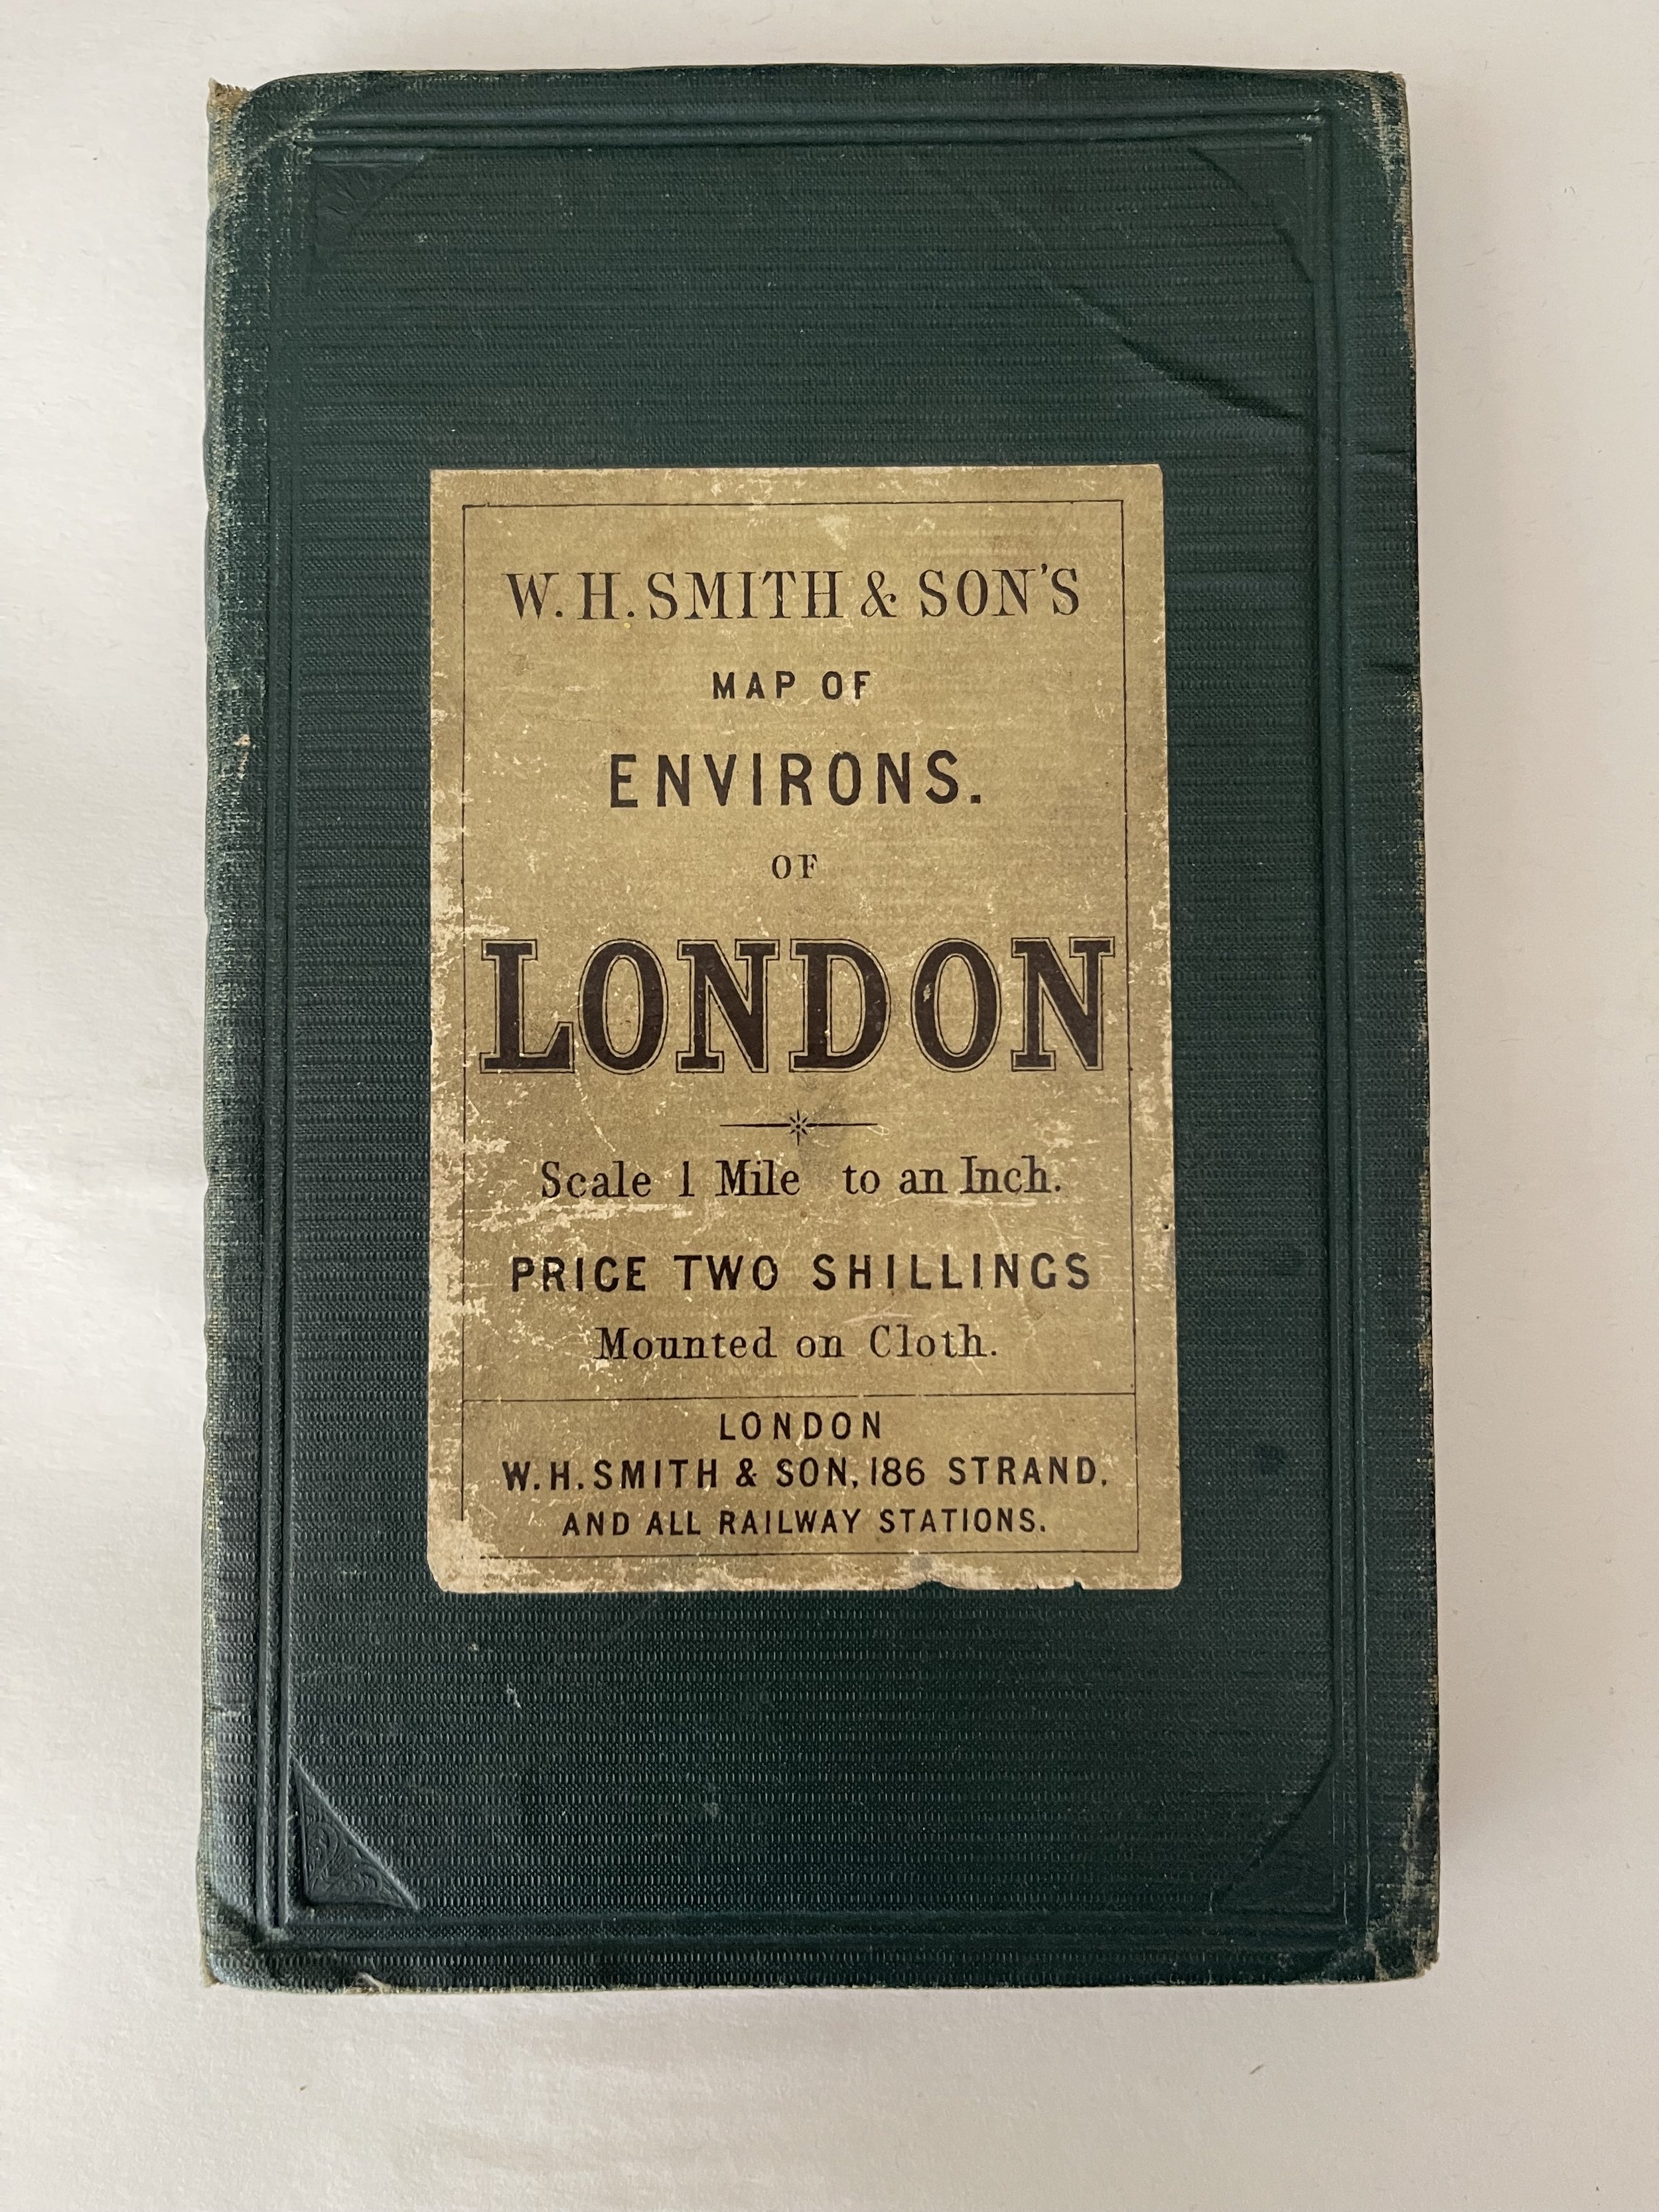 W. H. SMITH & SON'S
MAP OF
ENVIRONS.
OF
LONDON
Scale 1 Mile to an Inch.
PRICE TWO SHILLINGS
Mounted on Cloth.
LONDON
W. H. SMITH & SON, 186 STRAND,
AND ALL RAILWAY STATIONS.